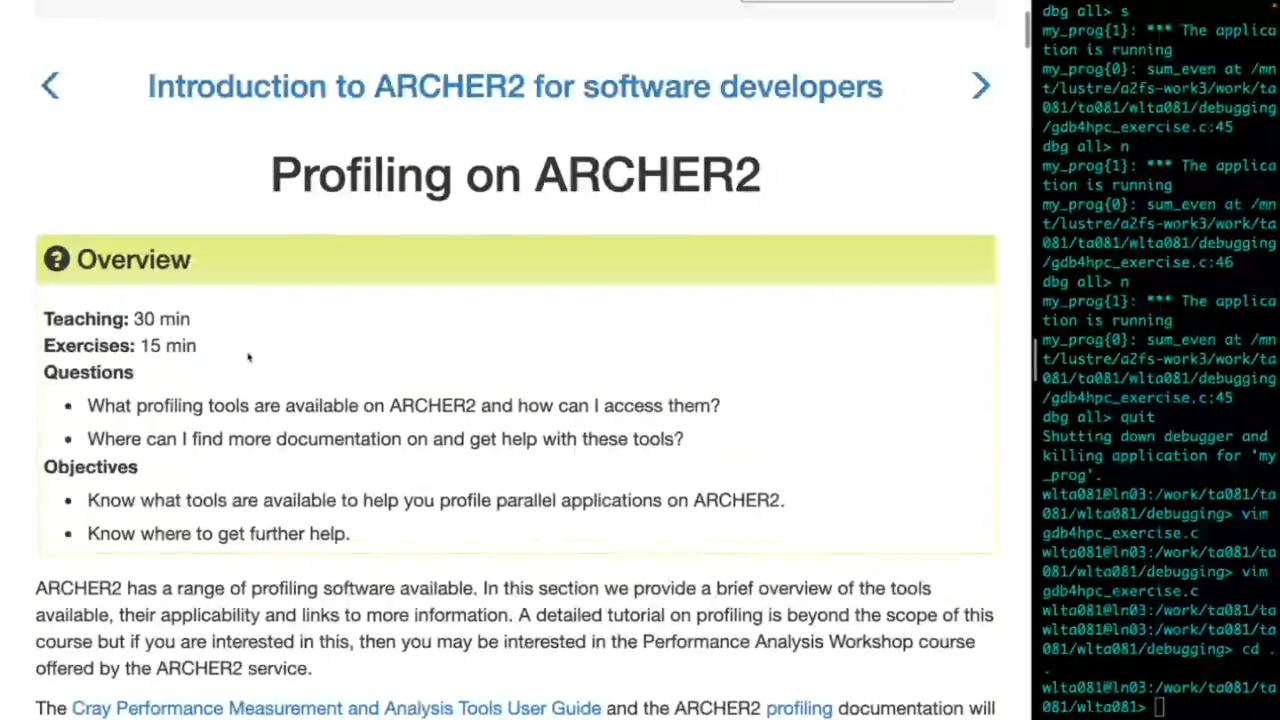 Introduction to ARCHER2 for software developers
Profiling on ARCHER2
Overview
Teaching: 30 min
Exercises: 15 min
Questions
What profiling tools are available on ARCHER2 and how can I access them?
Where can I find more documentation on and get help with these tools?
Objectives
Know what tools are available to help you profile parallel applications on ARCHER2.
Know where to get further help.
ARCHER2 has a range of profiling software available. In this section we provide a brief overview of the tools
available, their applicability and links to more information. A detailed tutorial on profiling is beyond the scope of this
course but if you are interested in this, then you may be interested in the Performance Analysis Workshop course
offered by the ARCHER2 service.
The Cray Performance Measurement and Analysis Tools User Guide and the ARCHER2 profiling documentation will
dbg all> s
my_prog{1}: *** The applica
tion is running
my_prog{0}: sum_even at /mn
t/lustre/a2fs-work3/work/ta
081/ta081/wlta081/debugging
/gdb4hpc_exercise.c:45
dbg all> n
my_prog{1}: *** The applica
tion is running
my_prog{0}: sum_even at /mn
t/lustre/a2fs-work3/work/ta
081/ta081/wlta081/debugging
/gdb4hpc_exercise.c:46
dbg all> n
my_prog{1}: *** The applica
tion is running
my_prog{0}: sum_even at /mn
t/lustre/a2fs-work3/work/ta
081/ta081/wlta081/debugging
/gdb4hpc_exercise.c:45
dbg all> quit
Shutting down debugger and
killing application for 'my
_prog'.
wlta081@ln03:/work/ta081/ta
081/wlta081/debugging> vim
gdb4hpc_exercise.c
wlta081@ln03:/work/ta081/ta
081/wlta081/debugging> vim
gdb4hpc_exercise.c
wlta081@ln03:/work/ta081/ta
wlta081@ln03:/work/ta081/ta
081/wlta081/debugging> cd .
.
wlta081@ln03:/work/ta081/ta
081/wlta081>